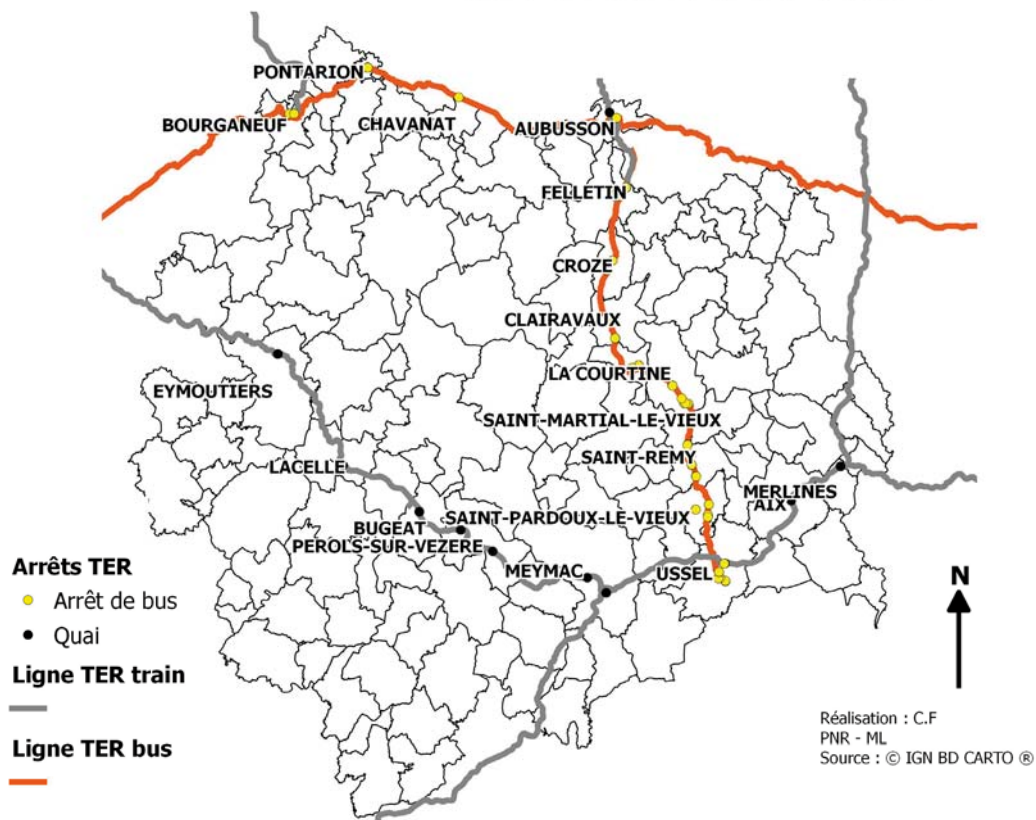 PONTARION
BOURGANEUF
CHAVANAT
AUBUSSON
FELLETIN
CROZE
CLAIRAVAUX
LA COURTINE
EYMOUTIERS
SAINT-MARTIAL-LE-VIEUX
LACELLE
SAINT-REMY
MERLINES
AIX
BUGEAT
SAINT-PARDOUX-LE-VIEUX
PEROLS-SUR-VEZERE
MEYMAC
USSEL
Arrêts TER
Arrêt de bus
Quai
Ligne TER train
Ligne TER bus
N
Réalisation : C.F
PNR - ML
Source : © IGN BD CARTO ®